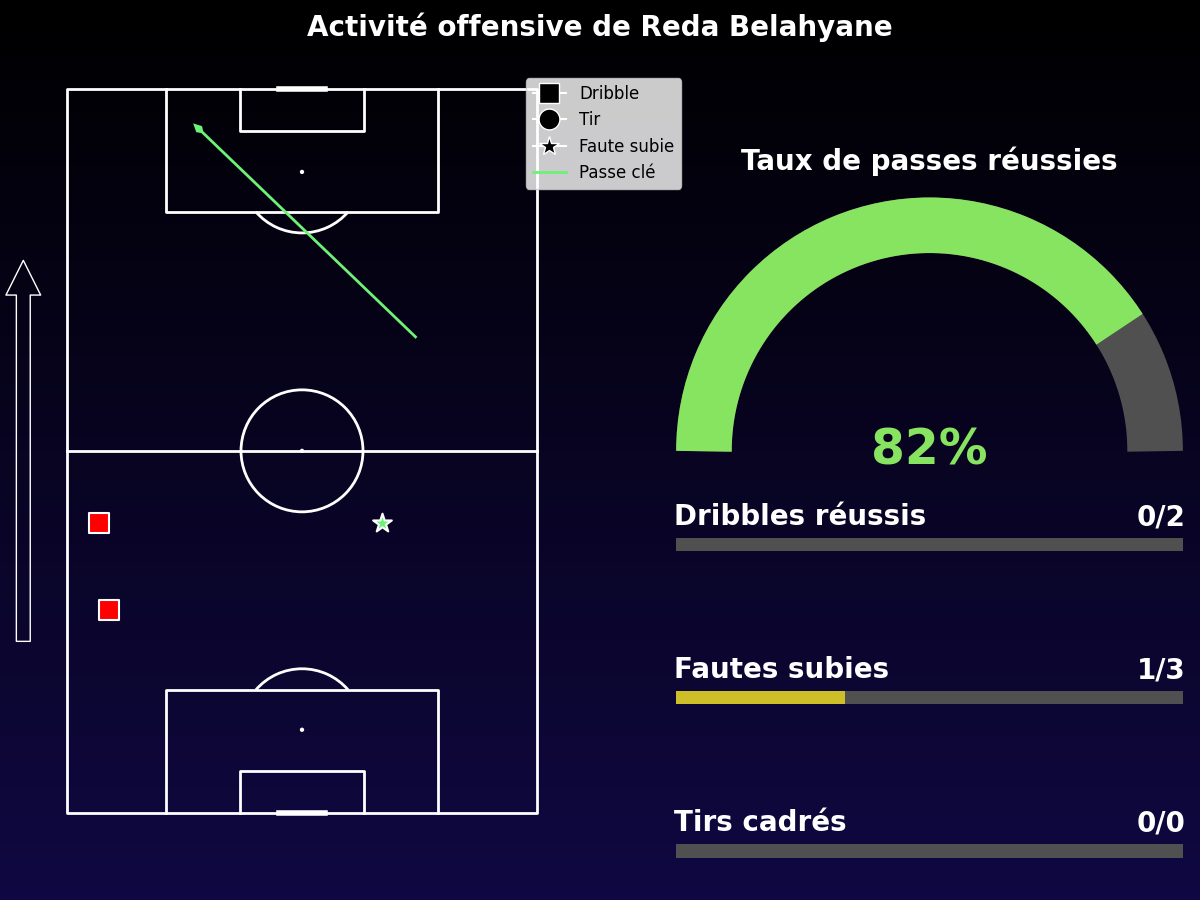 Activité offensive de Reda Belahyane
Dribble
Tir
Faute subie
Passe clé
Taux de passes réussies
82%
Dribbles réussis 0/2
Fautes subies 1/3
Tirs cadrés 0/0